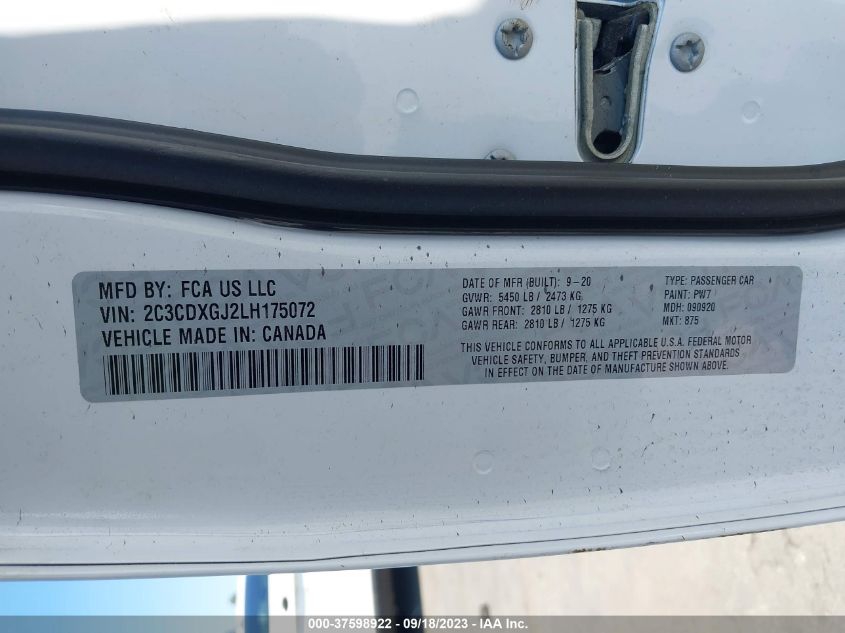 MFD BY: FCA US LLC
VIN: 2C3CDXGJ2LH175072
VEHICLE MADE IN: CANADA
DATE OF MFR (BUILT): 9-20
GVWR: 5450 LB / 2473 KG
GAWR FRONT: 2810 LB / 1275 KG
GAWR REAR: 2810 LB / 1275 KG
TYPE: PASSENGER CAR
PAINT: PW7
MDH: 090920
MKT: 875
THIS VEHICLE CONFORMS TO ALL APPLICABLE U.S.A. FEDERAL MOTOR
VEHICLE SAFETY, BUMPER, AND THEFT PREVENTION STANDARDS
IN EFFECT ON THE DATE OF MANUFACTURE SHOWN ABOVE.
000-37598922 - 09/18/2023 - IAA Inc.